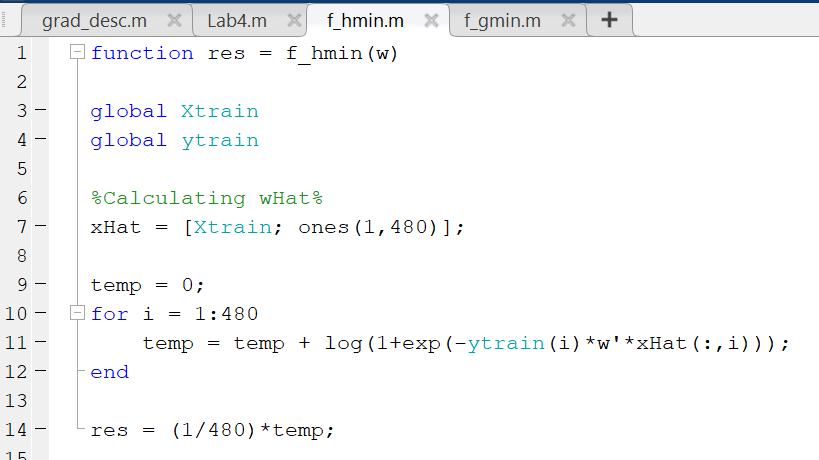 grad_desc.m × Lab4.m × f_hmin.m × f_gmin.m × +
1 function res = f_hmin(w)
2
3 – global Xtrain
4 – global ytrain
5
6 %Calculating wHat%
7 – xHat = [Xtrain; ones(1,480)];
8
9 – temp = 0;
10 – for i = 1:480
11 – temp = temp + log(1+exp(-ytrain(i)*w'*xHat(:,i)));
12 – end
13
14 – res = (1/480)*temp;
15